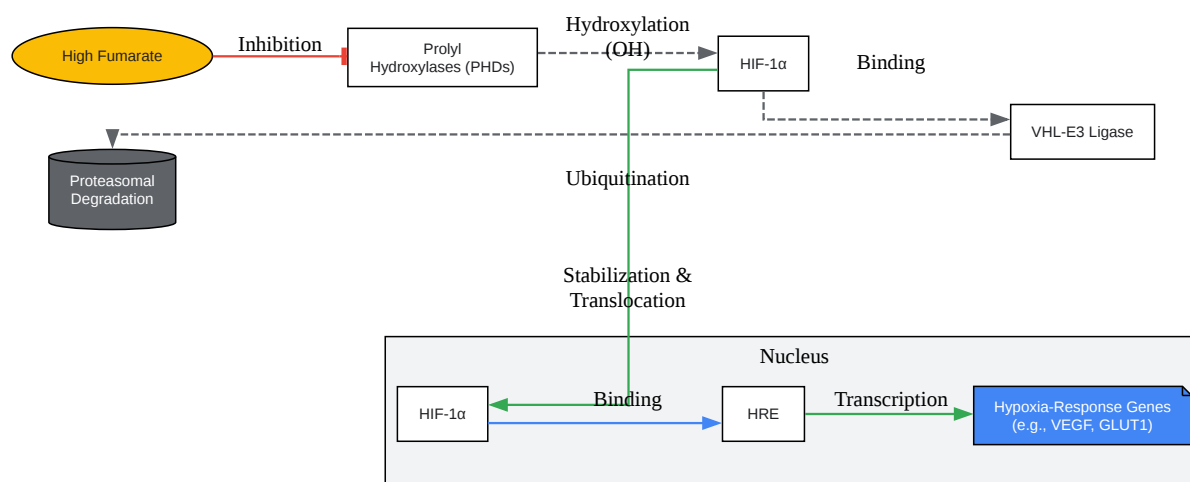 High Fumarate
Inhibition
Prolyl
Hydroxylases (PHDs)
Hydroxylation
(OH)
HIF-1α
Binding
VHL-E3 Ligase
Proteasomal
Degradation
Ubiquitination
Stabilization &
Translocation
Nucleus
HIF-1α
Binding
HRE
Transcription
Hypoxia-Response Genes
(e.g., VEGF, GLUT1)